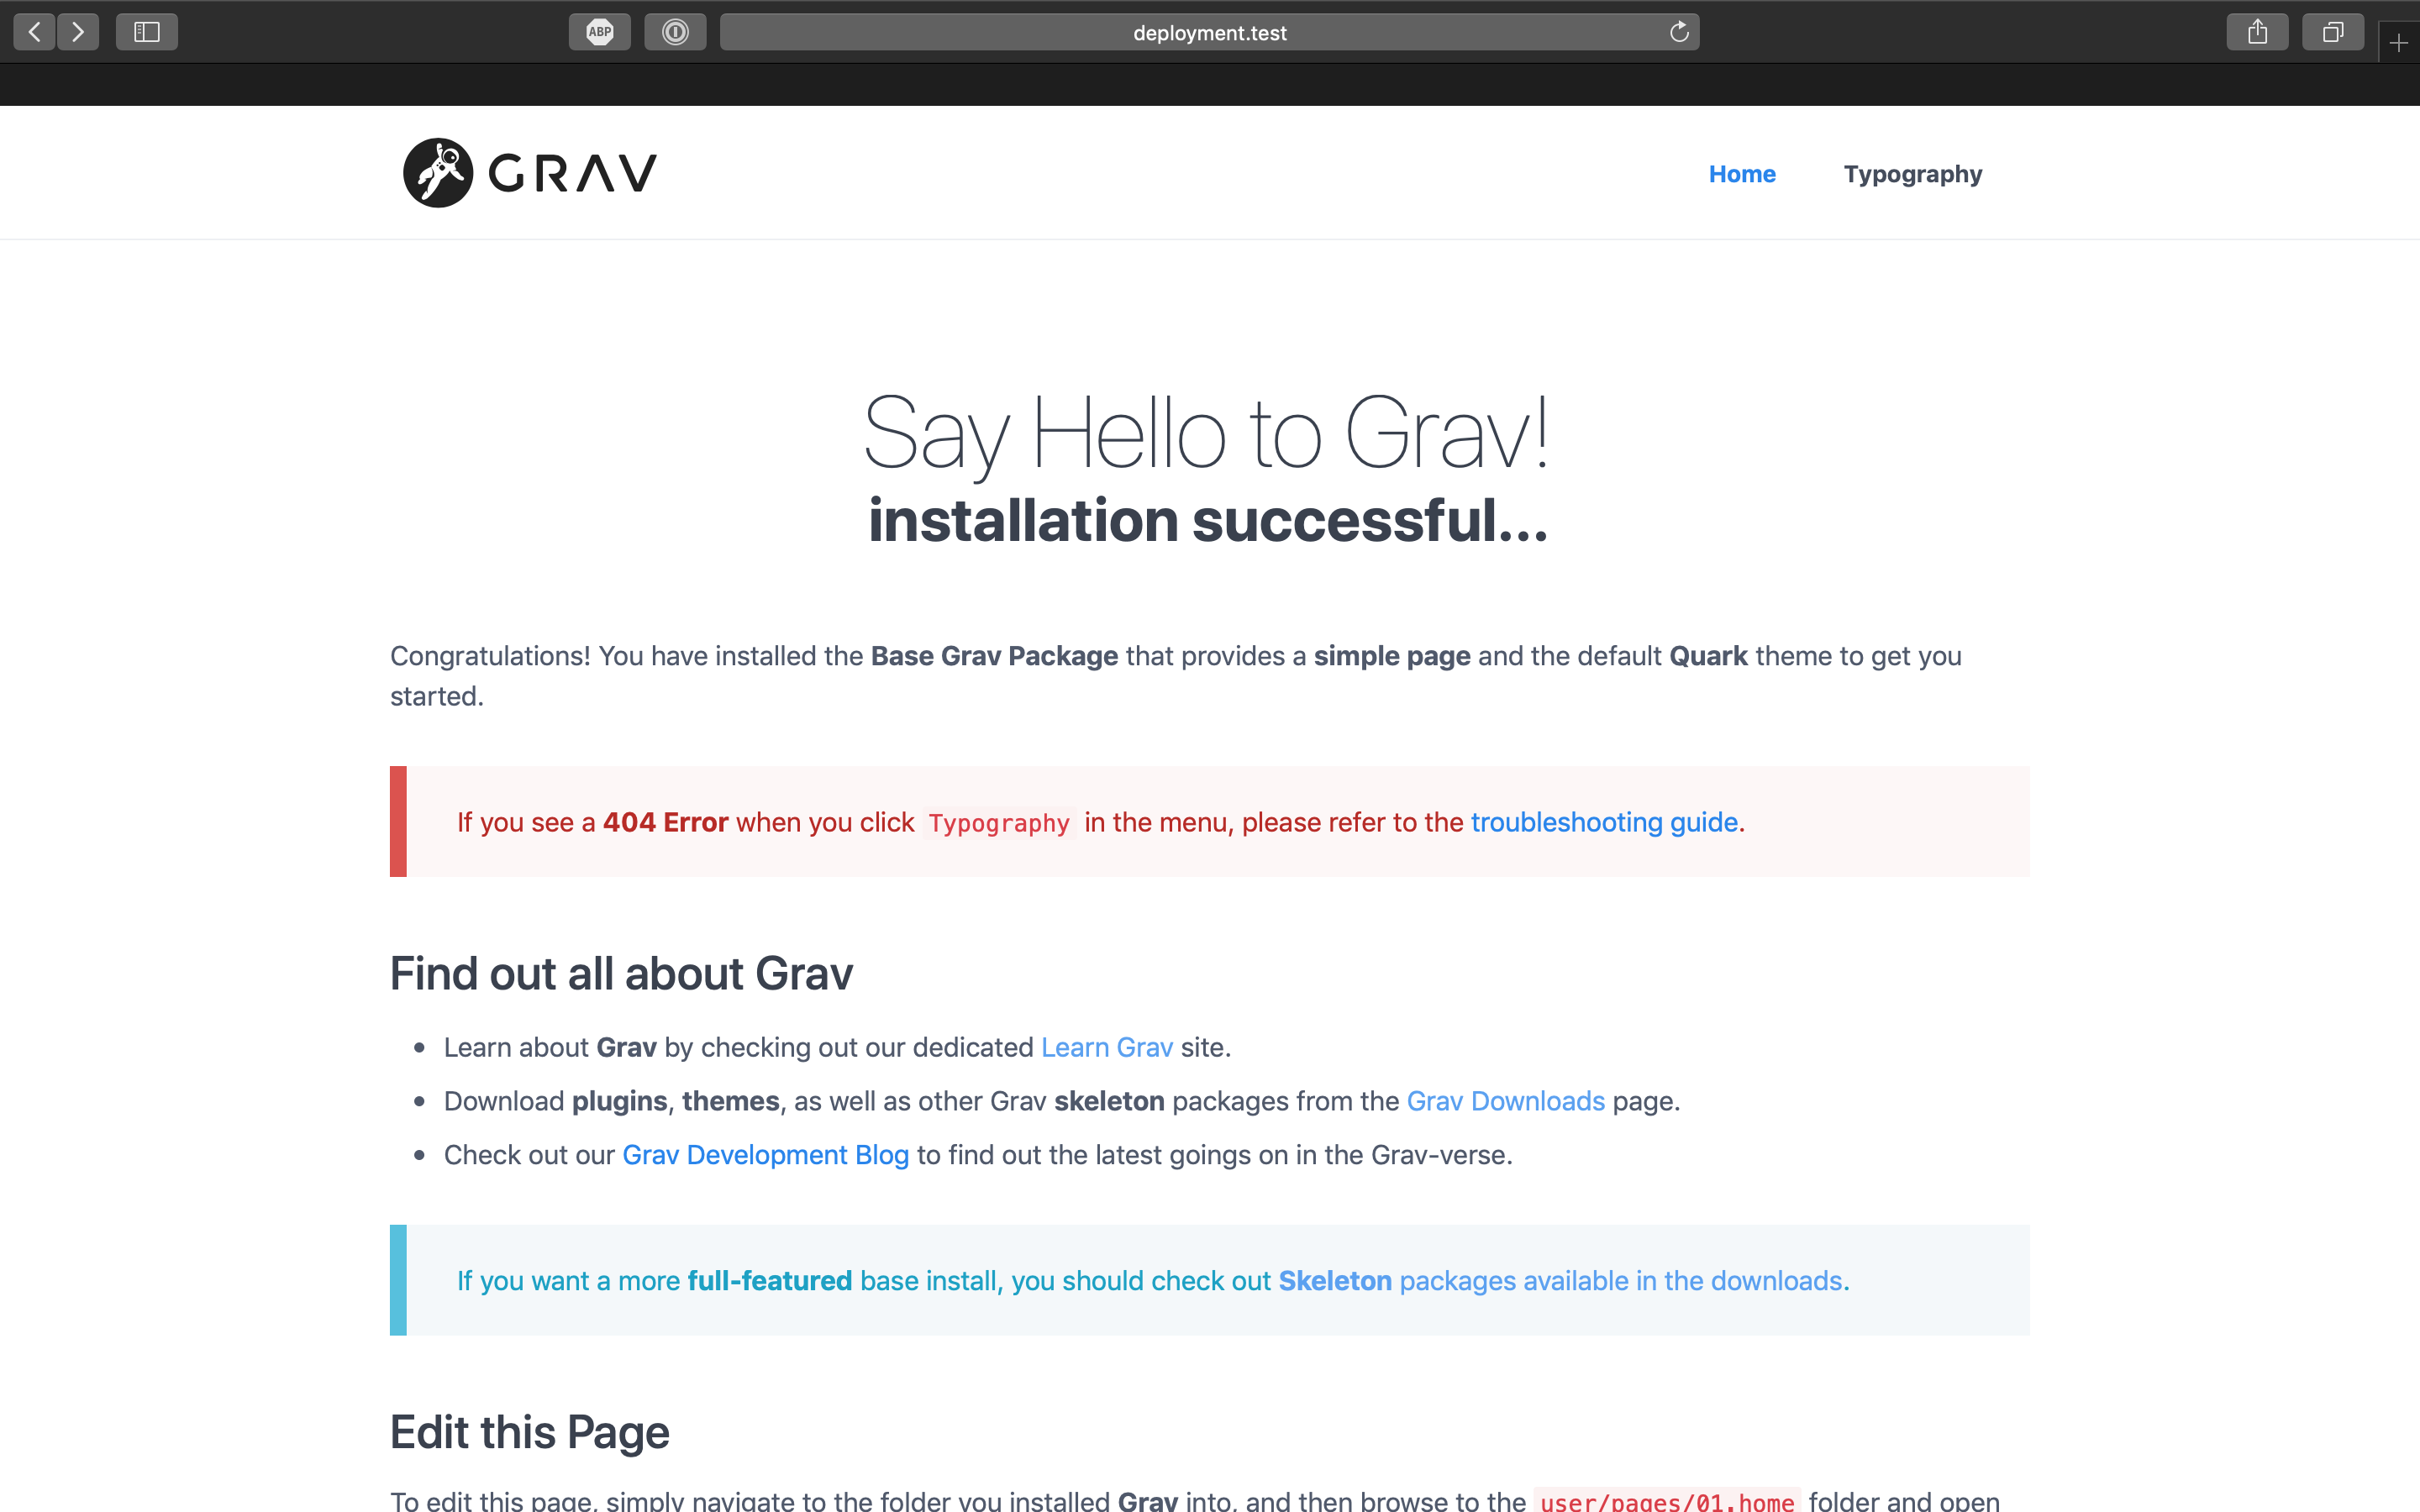 ABP
deployment.test
GRAV
Home
Typography
Say Hello to Grav!
installation successful...
Congratulations! You have installed the Base Grav Package that provides a simple page and the default Quark theme to get you
started.
If you see a 404 Error when you click Typography in the menu, please refer to the troubleshooting guide.
Find out all about Grav
• Learn about Grav by checking out our dedicated Learn Grav site.
• Download plugins, themes, as well as other Grav skeleton packages from the Grav Downloads page.
• Check out our Grav Development Blog to find out the latest goings on in the Grav-verse.
If you want a more full-featured base install, you should check out Skeleton packages available in the downloads.
Edit this Page
To edit this page, simply navigate to the folder you installed Grav into, and then browse to the user/pages/01.home folder and open